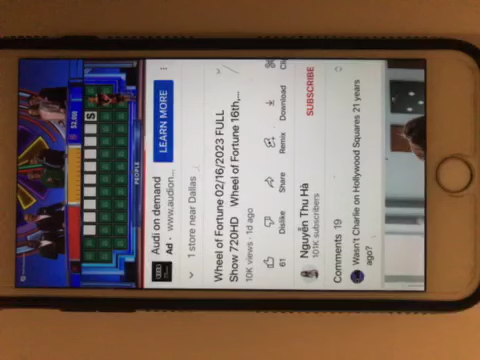 $2,000
S
PEOPLE
Audi on demand
Ad · www.audion...
LEARN MORE
1 store near Dallas
Wheel of Fortune 02/16/2023 FULL
Show 720HD Wheel of Fortune 16th,...
10K views · 1d ago
61
Dislike
Share
Remix
Download
Cli
Nguyễn Thu Hà
101K subscribers
SUBSCRIBE
Comments 19
Wasn't Charlie on Hollywood Squares 21 years
ago?